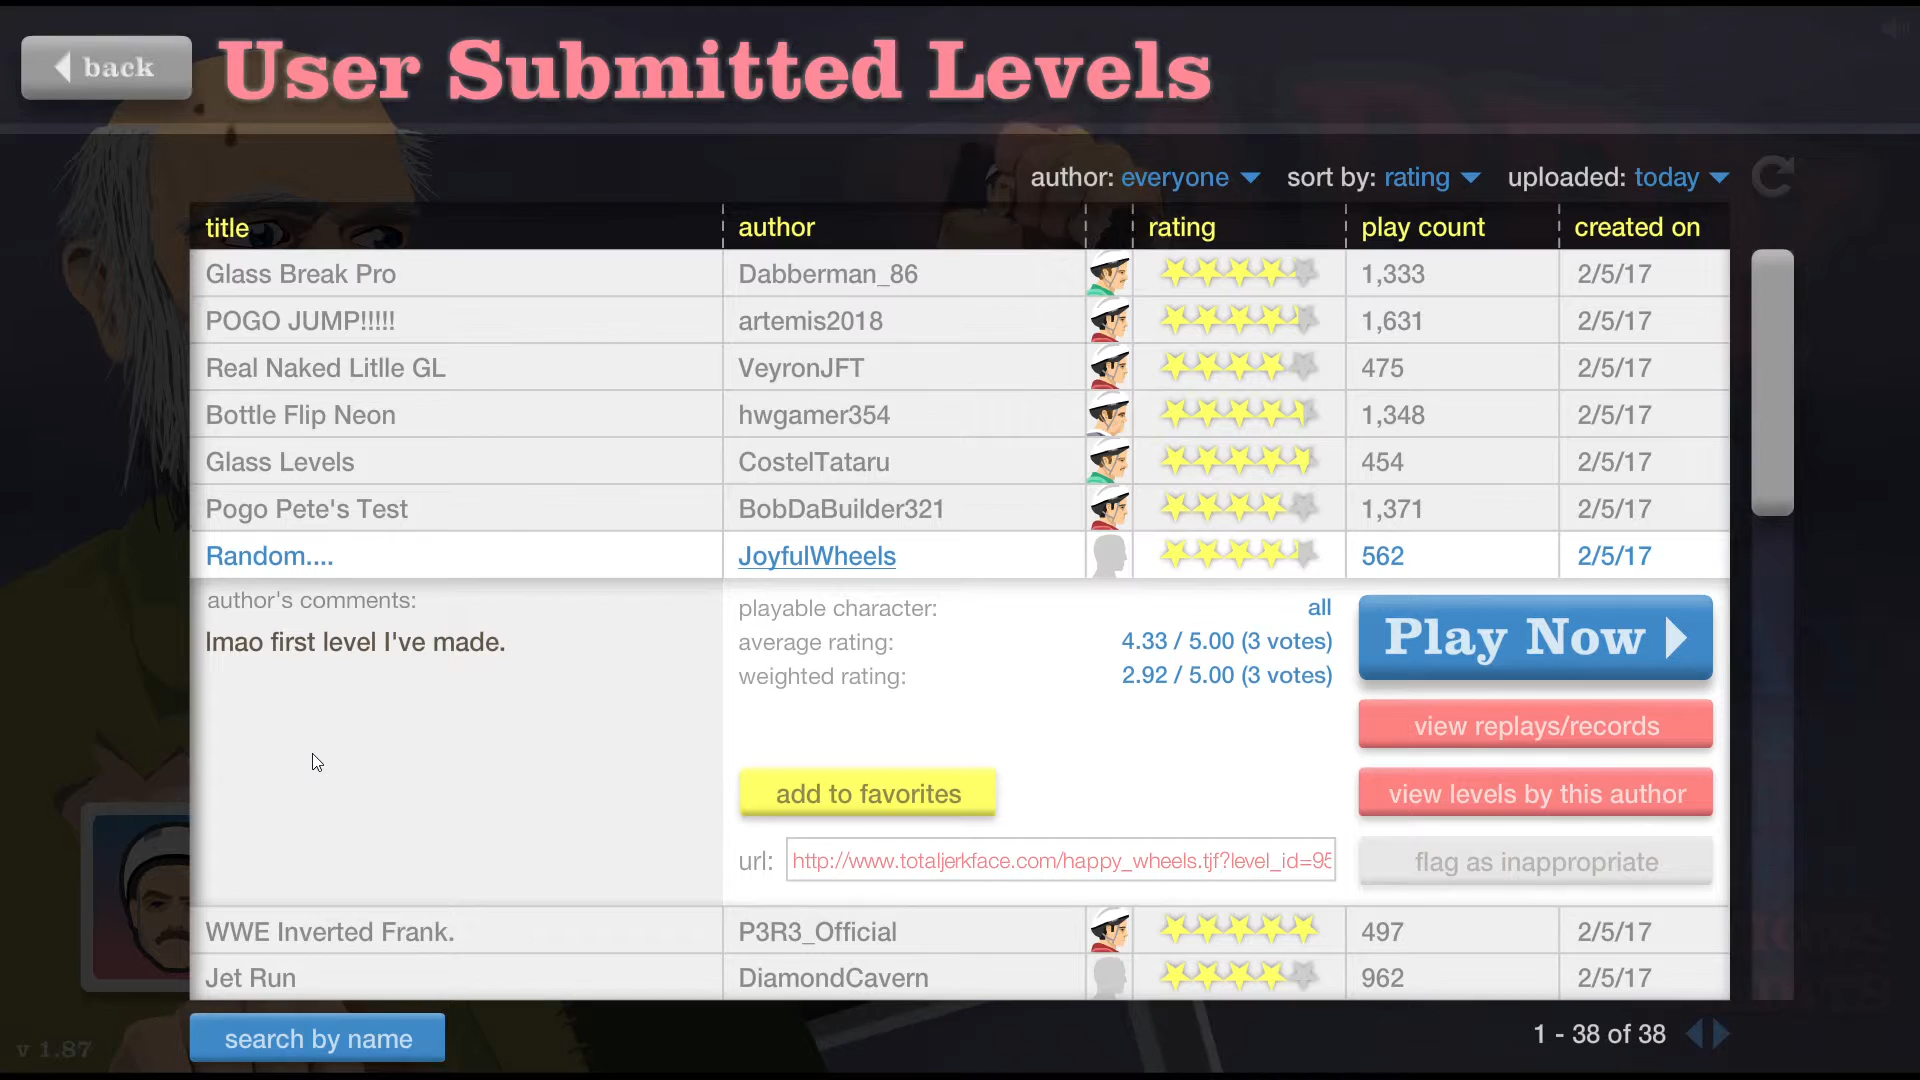 back
User Submitted Levels
author: everyone sort by: rating uploaded: today
title author rating play count created on
Glass Break Pro Dabberman_86 1,333 2/5/17
POGO JUMP!!!!! artemis2018 1,631 2/5/17
Real Naked Litlle GL VeyronJFT 475 2/5/17
Bottle Flip Neon hwgamer354 1,348 2/5/17
Glass Levels CostelTataru 454 2/5/17
Pogo Pete's Test BobDaBuilder321 1,371 2/5/17
Random.... JoyfulWheels 562 2/5/17
author's comments:
lmao first level I've made.
playable character: all
average rating: 4.33 / 5.00 (3 votes)
weighted rating: 2.92 / 5.00 (3 votes)
Play Now
view replays/records
add to favorites
view levels by this author
url: http://www.totaljerkface.com/happy_wheels.tjf?level_id=95
flag as inappropriate
WWE Inverted Frank. P3R3_Official 497 2/5/17
Jet Run DiamondCavern 962 2/5/17
search by name
1 - 38 of 38
v 1.87